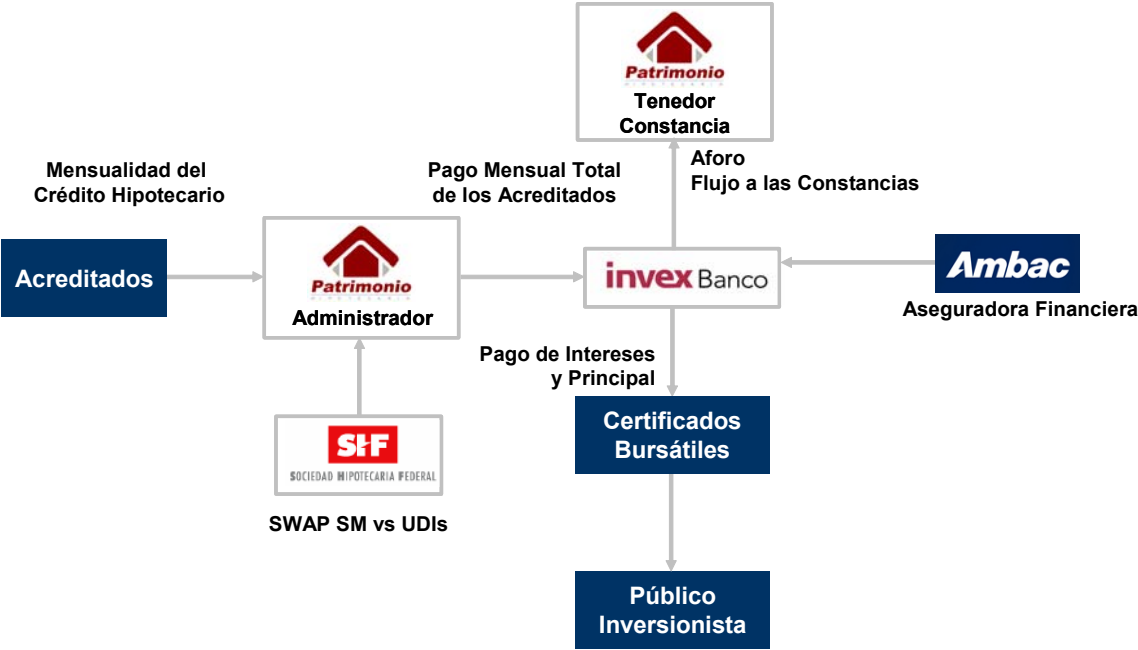 Patrimonio
HIPOTECARIO
Tenedor
Constancia
Mensualidad del
Crédito Hipotecario
Pago Mensual Total
de los Acreditados
Aforo
Flujo a las Constancias
Acreditados
Patrimonio
HIPOTECARIO
Administrador
invex Banco
Ambac
Aseguradora Financiera
Pago de Intereses
y Principal
Certificados
Bursátiles
SHF
SOCIEDAD HIPOTECARIA FEDERAL
SWAP SM vs UDIs
Público
Inversionista